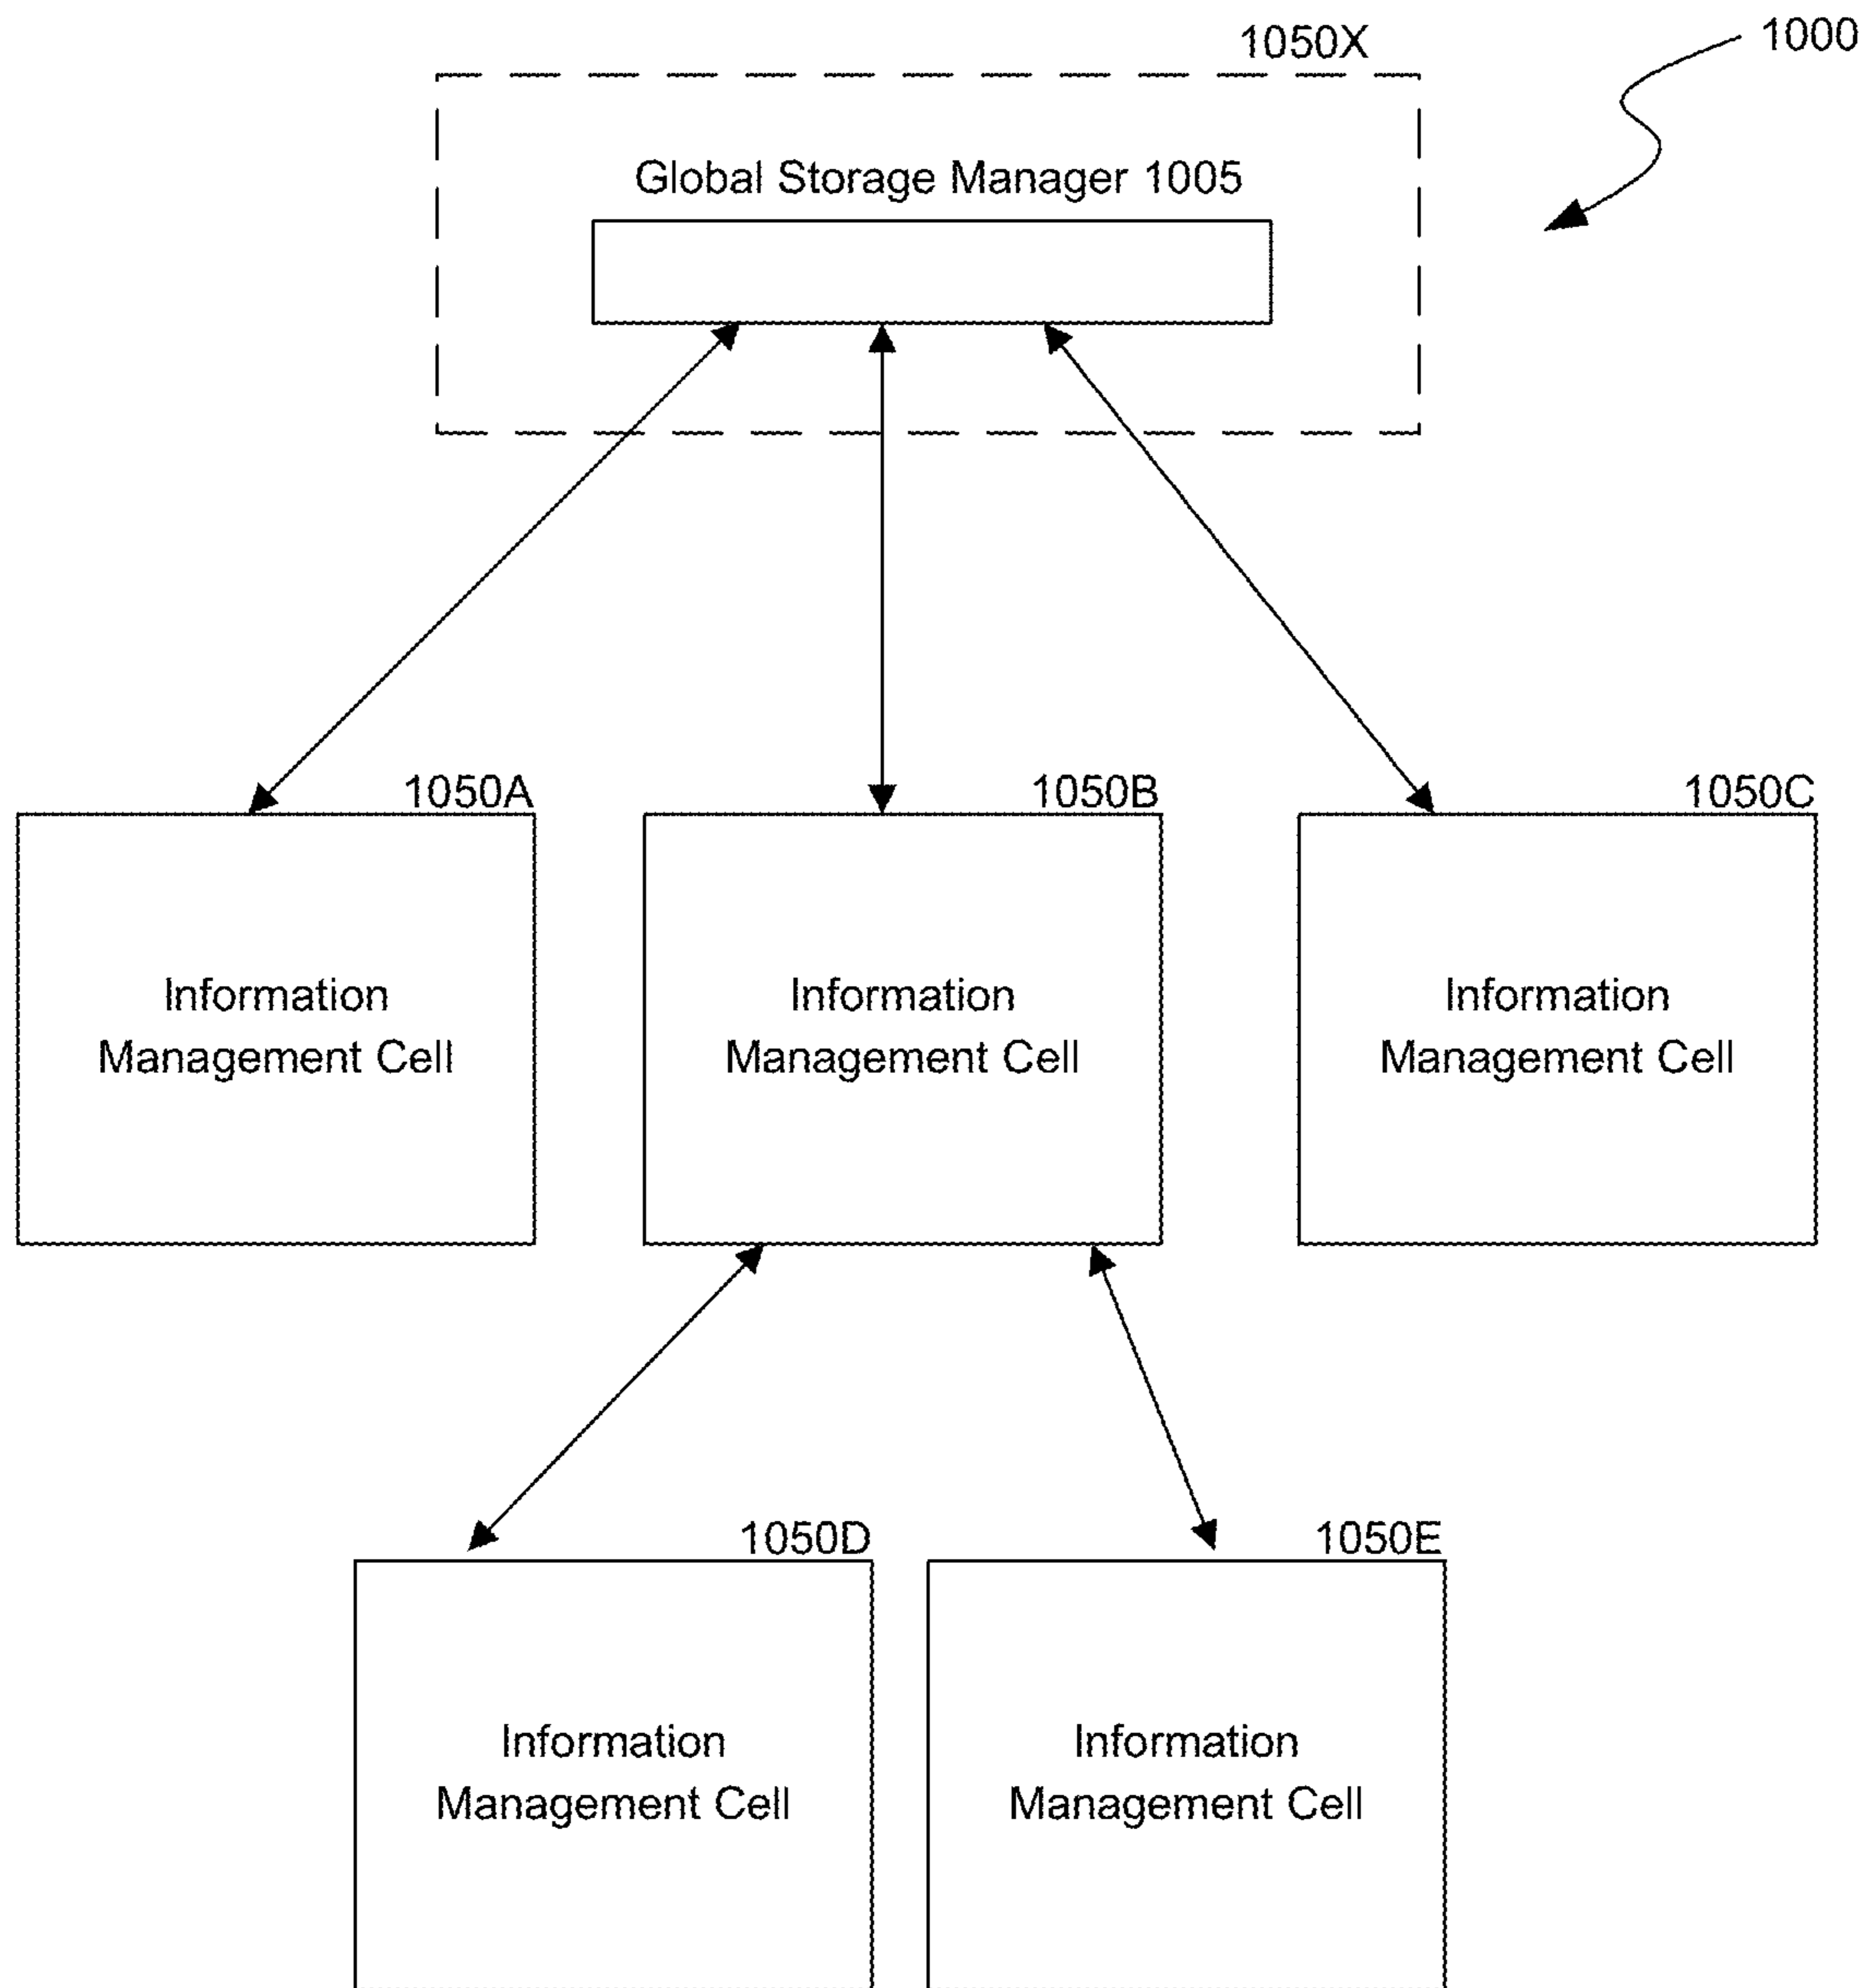 1050X
1000
Global Storage Manager 1005
1050A
1050B
1050C
Information
Management Cell
Information
Management Cell
Information
Management Cell
1050D
1050E
Information
Management Cell
Information
Management Cell